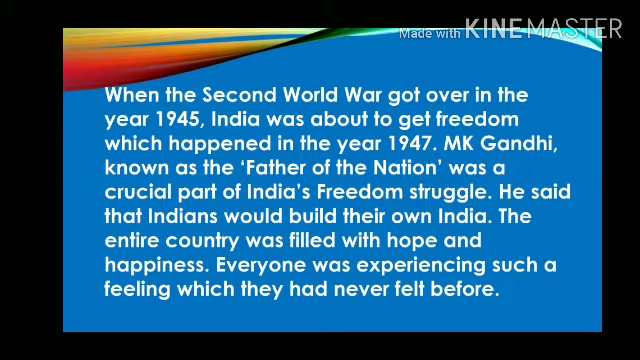 Made with KINEMASTER
When the Second World War got over in the
year 1945, India was about to get freedom
which happened in the year 1947. MK Gandhi,
known as the ‘Father of the Nation’ was a
crucial part of India’s Freedom struggle. He said
that Indians would build their own India. The
entire country was filled with hope and
happiness. Everyone was experiencing such a
feeling which they had never felt before.